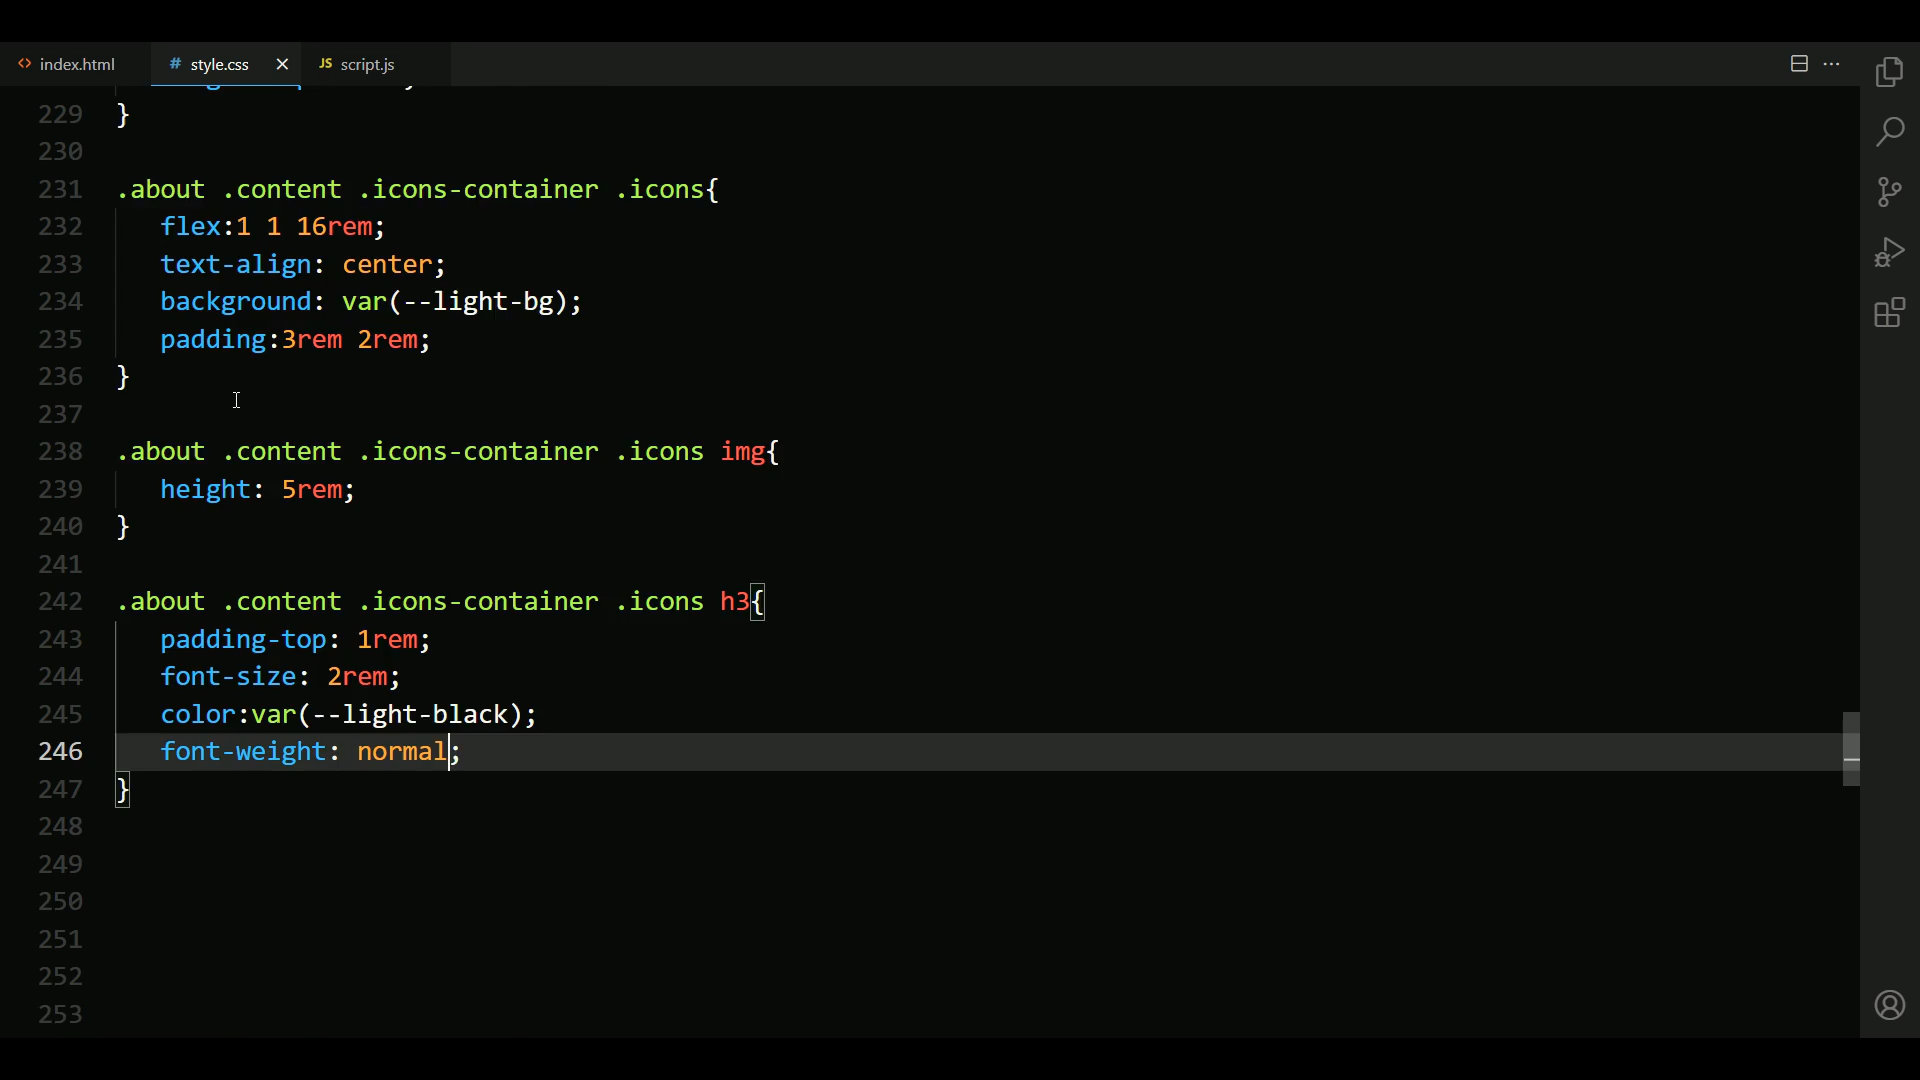 <> index.html # style.css × JS script.js
229 }
230
231 .about .content .icons-container .icons{
232 flex:1 1 16rem;
233 text-align: center;
234 background: var(--light-bg);
235 padding:3rem 2rem;
236 }
237
238 .about .content .icons-container .icons img{
239 height: 5rem;
240 }
241
242 .about .content .icons-container .icons h3{
243 padding-top: 1rem;
244 font-size: 2rem;
245 color:var(--light-black);
246 font-weight: normal;
247 }
248
249
250
251
252
253